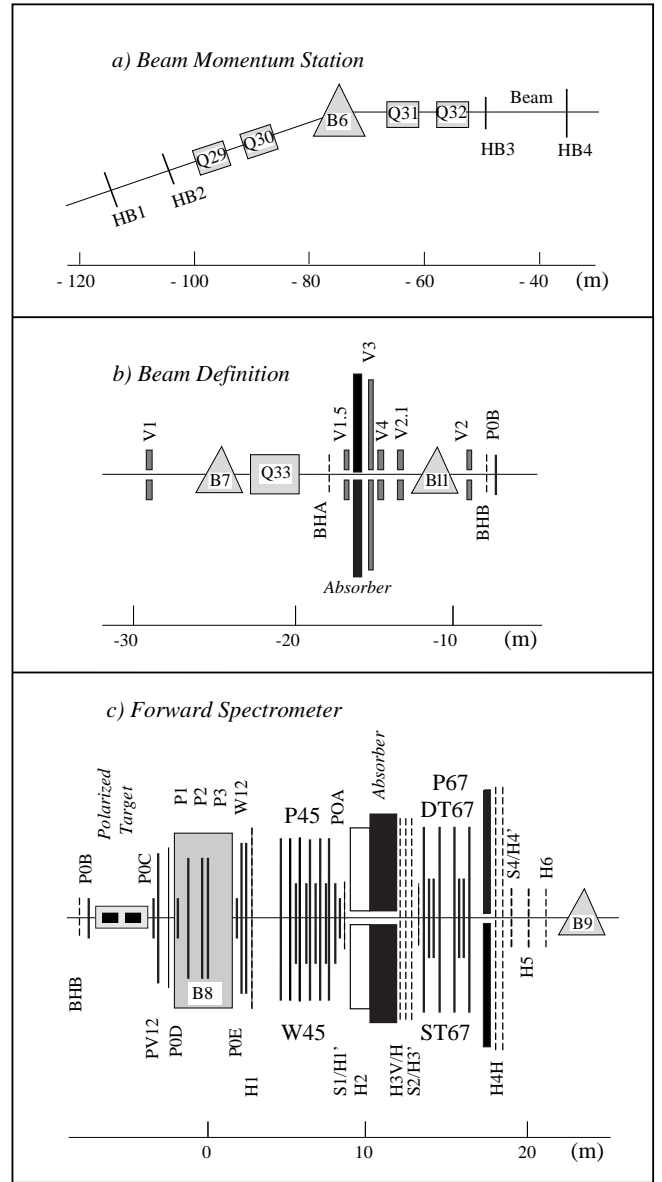 a) Beam Momentum Station
B6
Q31
Q32
Beam
Q29
Q30
HB1
HB2
HB3
HB4
- 120
- 100
- 80
- 60
- 40
(m)
b) Beam Definition
V1
V1.5
V3
V4
V2.1
V2
P0B
B7
Q33
B11
BHA
BHB
Absorber
-30
-20
-10
(m)
c) Forward Spectrometer
Polarized
Target
P1
P2
P3
W12
P45
POA
Absorber
P67
DT67
S4/H4'
H6
P0B
P0C
B8
B9
BHB
PV12
P0D
P0E
H1
W45
S1/H1'
H2
H3V/H
S2/H3'
ST67
H4H
H5
0
10
20
(m)